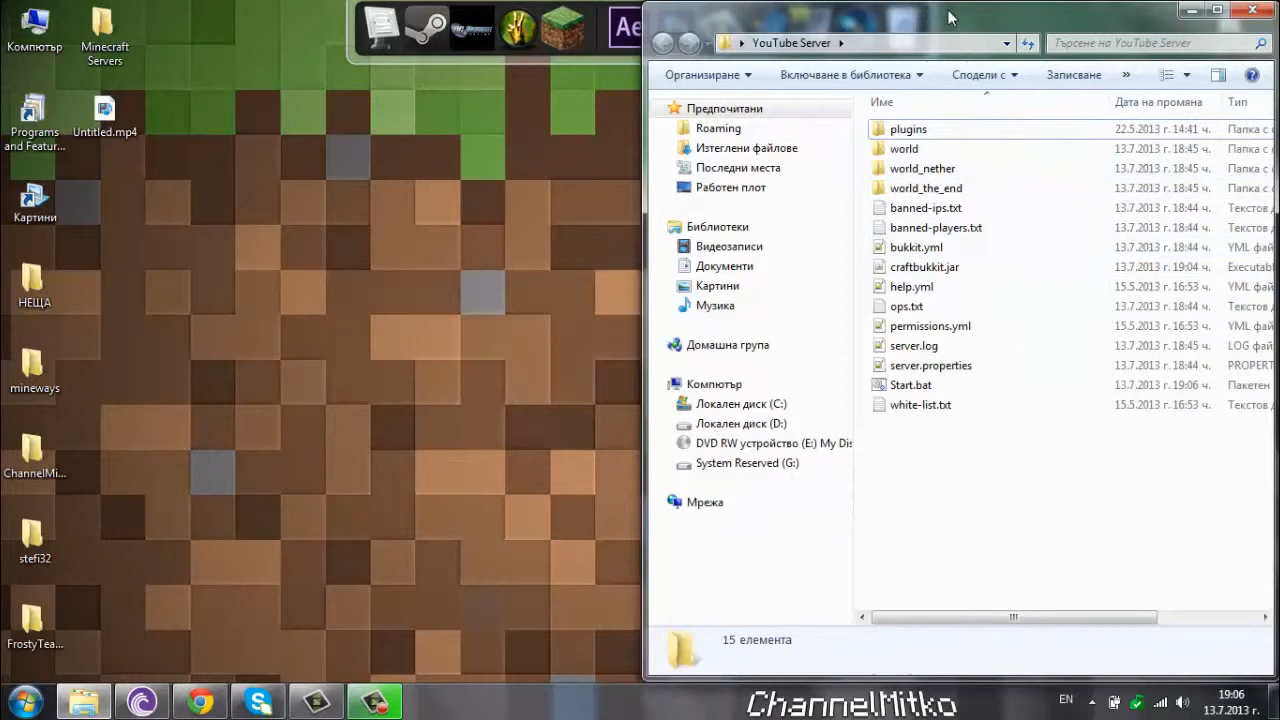 Компютър
Minecraft Servers
Programs and Featur...
Untitled.mp4
Картини
НЕЩА
mineways
ChannelMi...
stefi32
FrostyTea...
Ae
YouTube Server
Търсене на YouTube Server
Организиране
Включване в библиотека
Сподели с
Записване
»
Предпочитани
Roaming
Изтеглени файлове
Последни места
Работен плот
Библиотеки
Видеозаписи
Документи
Картини
Музика
Домашна група
Компютър
Локален диск (C:)
Локален диск (D:)
DVD RW устройство (E:) My Dis
System Reserved (G:)
Мрежа
Име Дата на промяна Тип
plugins 22.5.2013 г. 14:41 ч. Папка с
world 13.7.2013 г. 18:45 ч. Папка с
world_nether 13.7.2013 г. 18:45 ч. Папка с
world_the_end 13.7.2013 г. 18:45 ч. Папка с
banned-ips.txt 13.7.2013 г. 18:44 ч. Текстов
banned-players.txt 13.7.2013 г. 18:44 ч. Текстов
bukkit.yml 13.7.2013 г. 18:44 ч. YML фа
craftbukkit.jar 13.7.2013 г. 19:04 ч. Executa
help.yml 15.5.2013 г. 16:53 ч. YML фа
ops.txt 13.7.2013 г. 18:44 ч. Текстов
permissions.yml 15.5.2013 г. 16:53 ч. YML фа
server.log 13.7.2013 г. 18:45 ч. LOG фа
server.properties 13.7.2013 г. 18:44 ч. PROPERT
Start.bat 13.7.2013 г. 19:06 ч. Пакетен
white-list.txt 15.5.2013 г. 16:53 ч. Текстов
15 елемента
ChannelMitko
EN
19:06
13.7.2013 г.